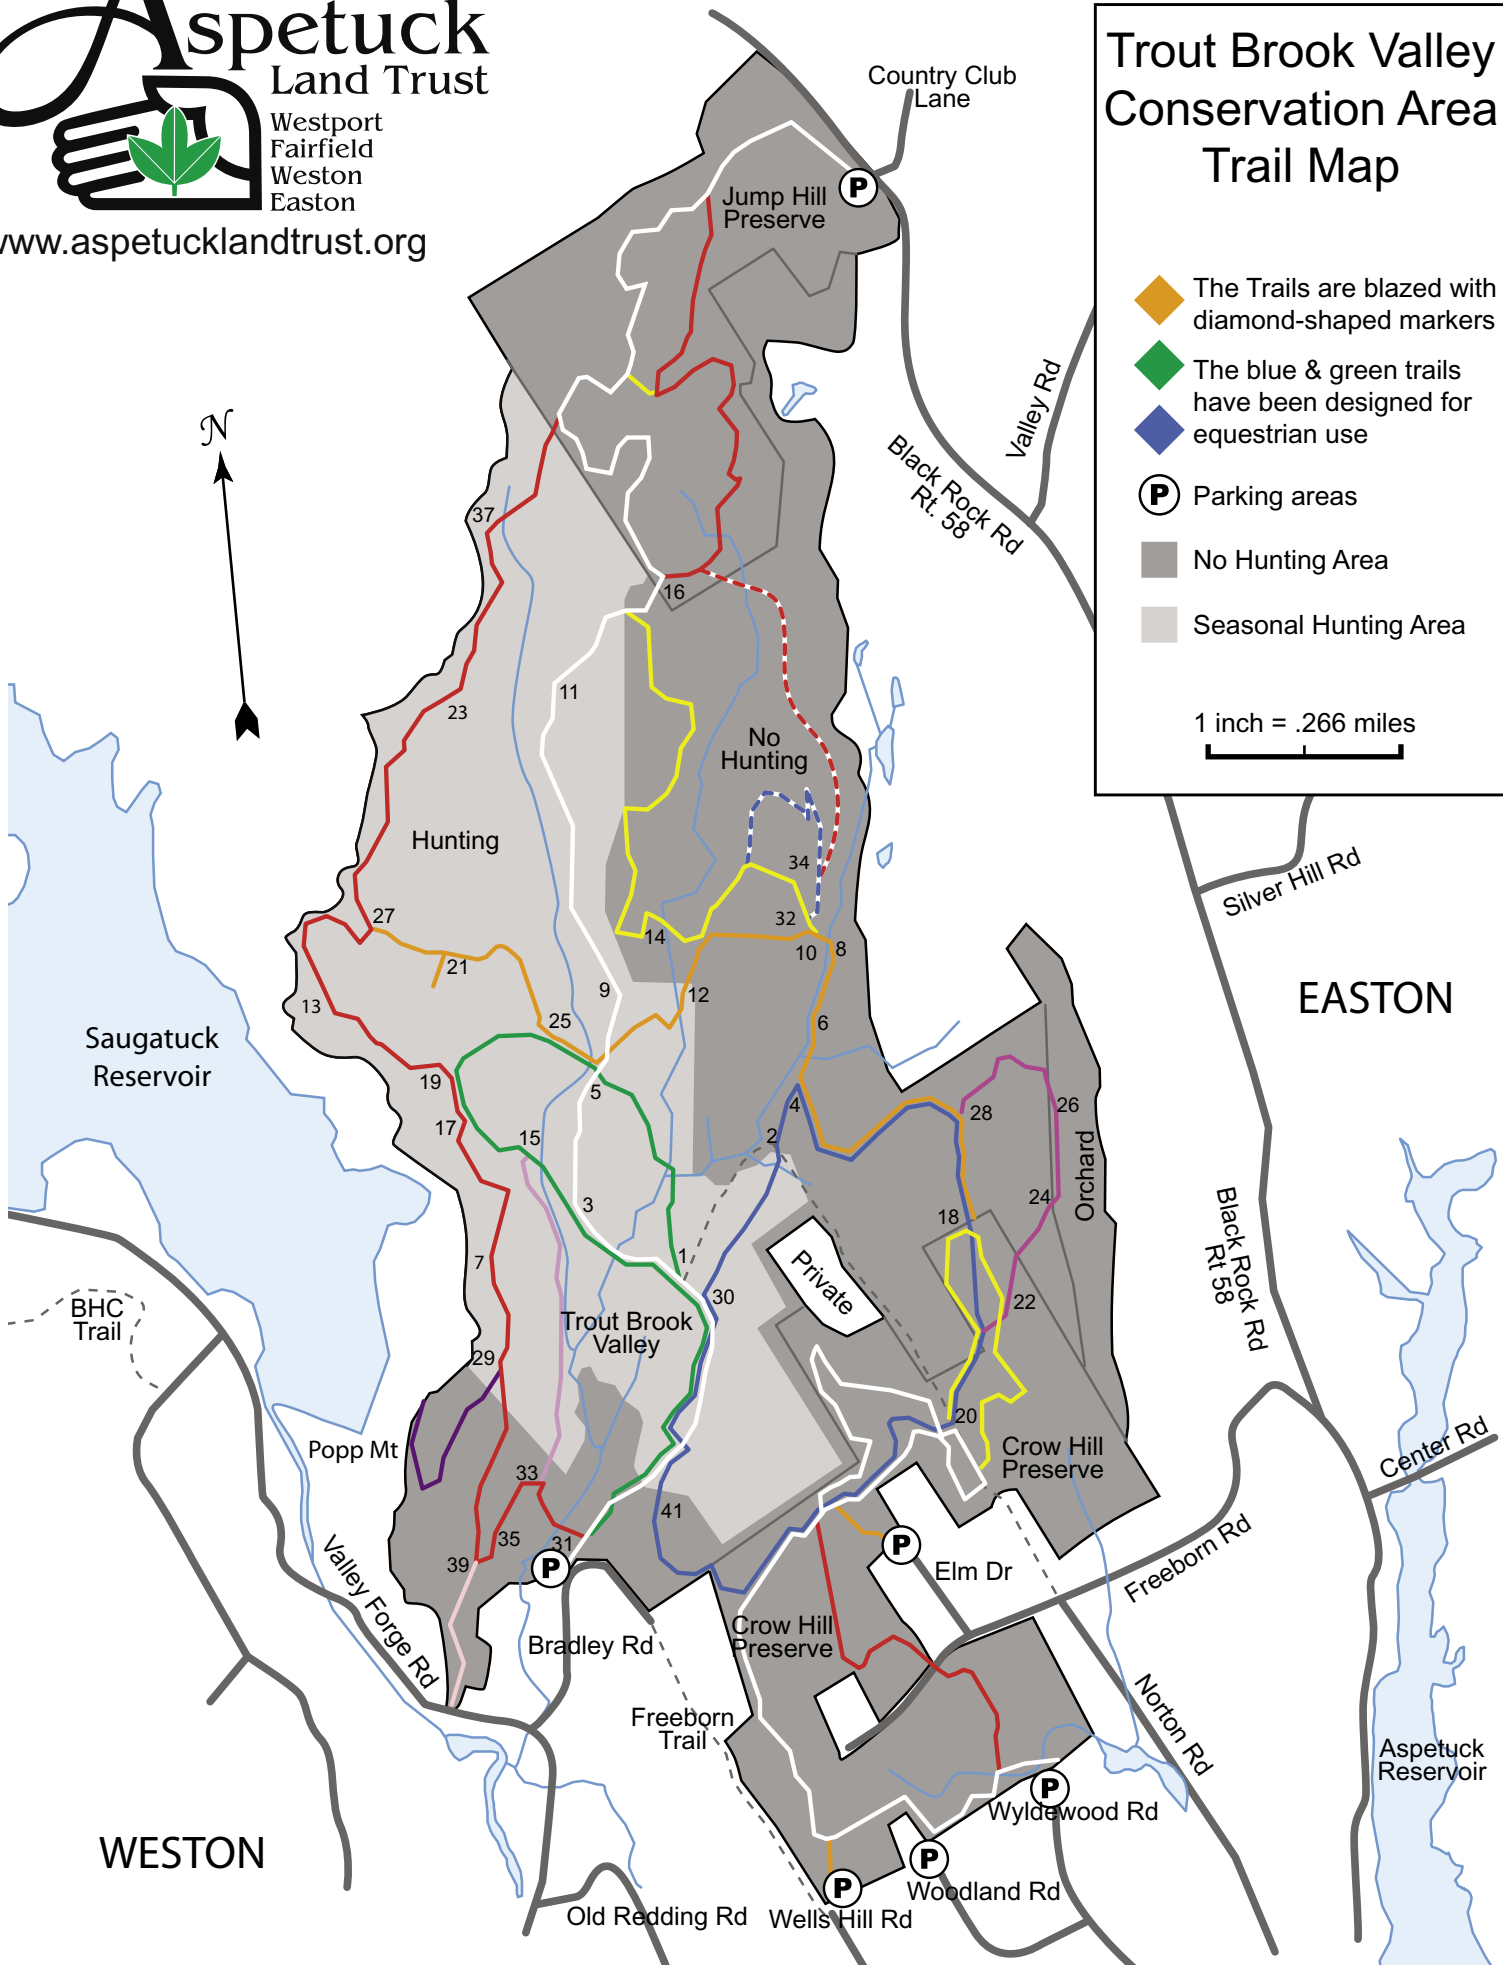 Aspetuck
Land Trust
Westport
Fairfield
Weston
Easton
www.aspetucklandtrust.org
Trout Brook Valley
Conservation Area
Trail Map
The Trails are blazed with
diamond-shaped markers
The blue & green trails
have been designed for
equestrian use
P Parking areas
No Hunting Area
Seasonal Hunting Area
1 inch = .266 miles
Country Club
Lane
P
Jump Hill
Preserve
N
Valley Rd
Black Rock Rd
Rt. 58
37
16
11
23
No
Hunting
Hunting
34
Silver Hill Rd
27
32
14
10
8
21
9
12
13
25
6
EASTON
Saugatuck
Reservoir
19
5
4
28
26
17
15
2
Orchard
3
18
24
7
1
Private
30
22
Black Rock Rd
Rt 58
BHC
Trail
Trout Brook
Valley
29
20
Popp Mt
Crow Hill
Preserve
Center Rd
33
41
35
31
39
P
P
Elm Dr
Freeborn Rd
Valley Forge Rd
Bradley Rd
Crow Hill
Preserve
Freeborn
Trail
Norton Rd
Aspetuck
Reservoir
P
Wyldewood Rd
WESTON
P
Woodland Rd
P
Old Redding Rd
Wells Hill Rd